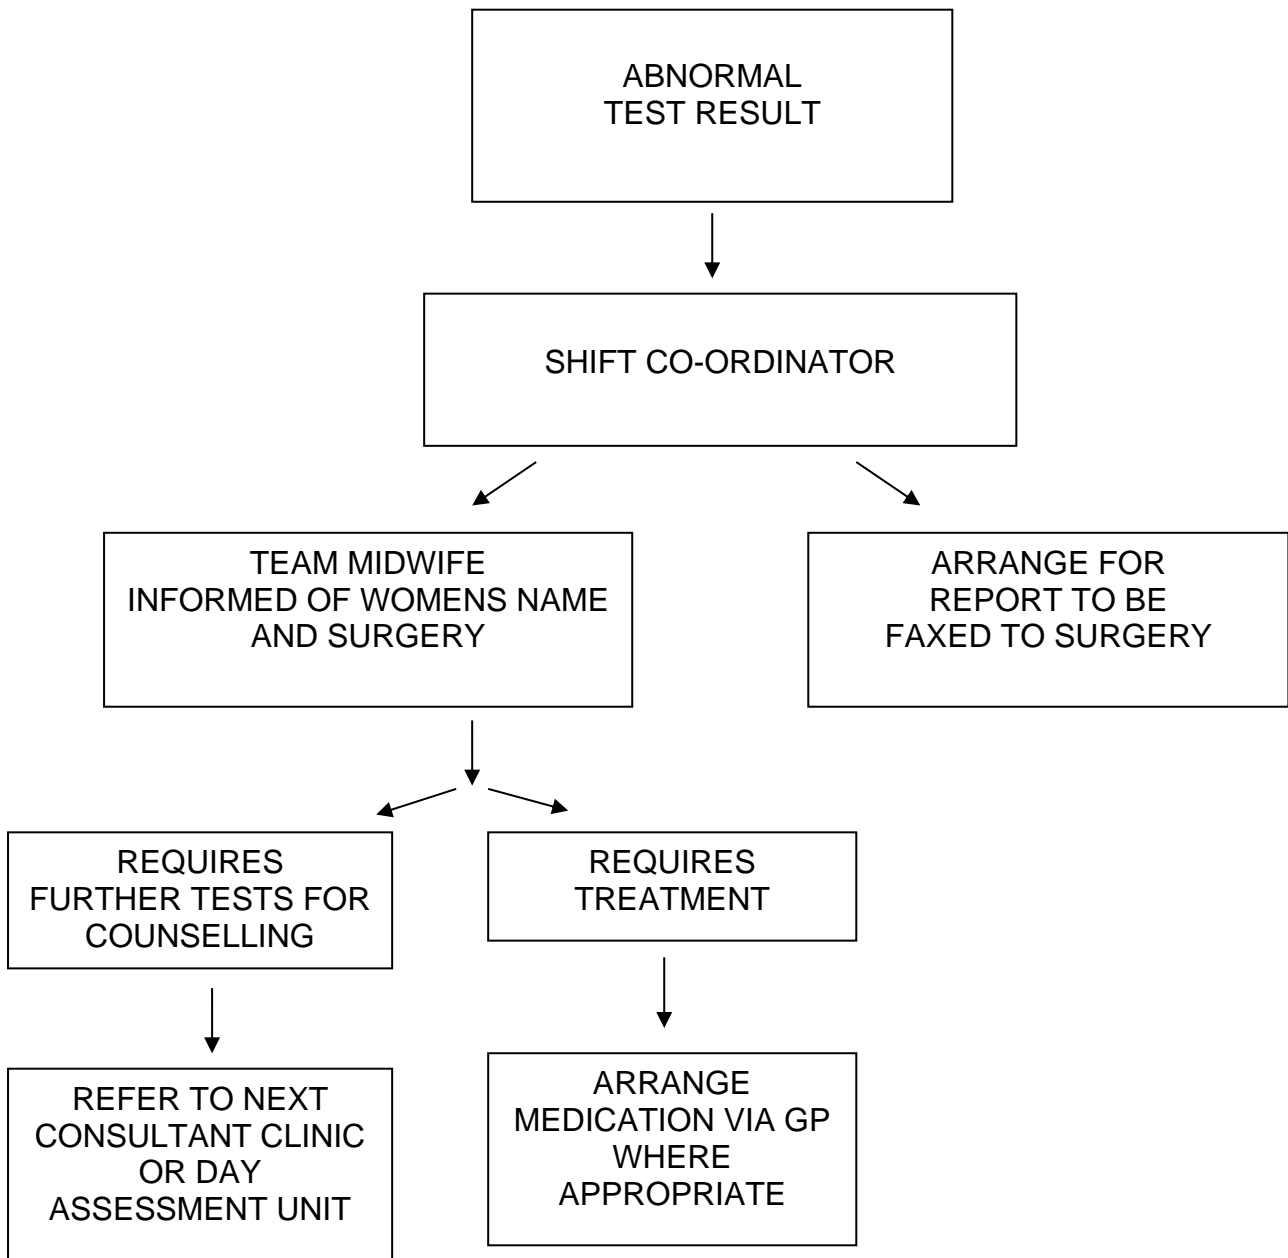 ABNORMAL
TEST RESULT
SHIFT CO-ORDINATOR
TEAM MIDWIFE
INFORMED OF WOMENS NAME
AND SURGERY
ARRANGE FOR
REPORT TO BE
FAXED TO SURGERY
REQUIRES
FURTHER TESTS FOR
COUNSELLING
REQUIRES
TREATMENT
REFER TO NEXT
CONSULTANT CLINIC
OR DAY
ASSESSMENT UNIT
ARRANGE
MEDICATION VIA GP
WHERE
APPROPRIATE